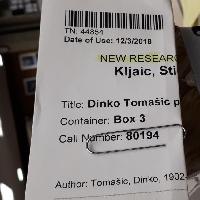 TN: 44854
Date of Use: 12/3/2018
NEW RESEARC
Kljaic, Sti
Title: Dinko Tomašic p
Container: Box 3
Call Number: 80194
Author: Tomašic, Dinko, 1902-